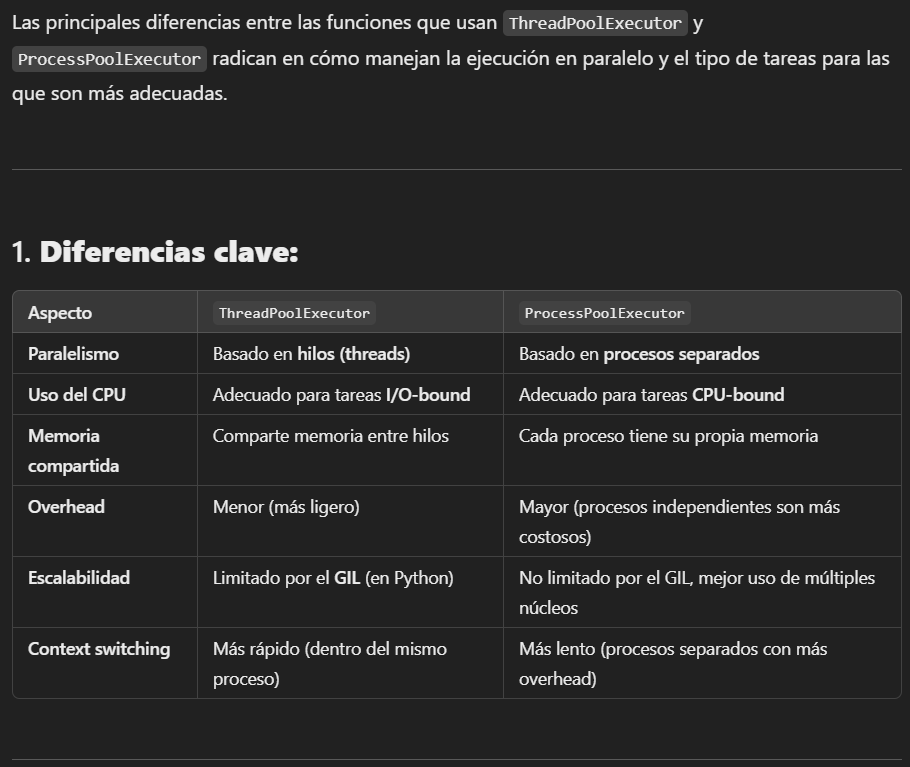 Las principales diferencias entre las funciones que usan ThreadPoolExecutor y
ProcessPoolExecutor radican en cómo manejan la ejecución en paralelo y el tipo de tareas para las
que son más adecuadas.
1. Diferencias clave:
Aspecto ThreadPoolExecutor ProcessPoolExecutor
Paralelismo Basado en hilos (threads) Basado en procesos separados
Uso del CPU Adecuado para tareas I/O-bound Adecuado para tareas CPU-bound
Memoria Comparte memoria entre hilos Cada proceso tiene su propia memoria
compartida
Overhead Menor (más ligero) Mayor (procesos independientes son más
costosos)
Escalabilidad Limitado por el GIL (en Python) No limitado por el GIL, mejor uso de múltiples
núcleos
Context switching Más rápido (dentro del mismo Más lento (procesos separados con más
proceso) overhead)